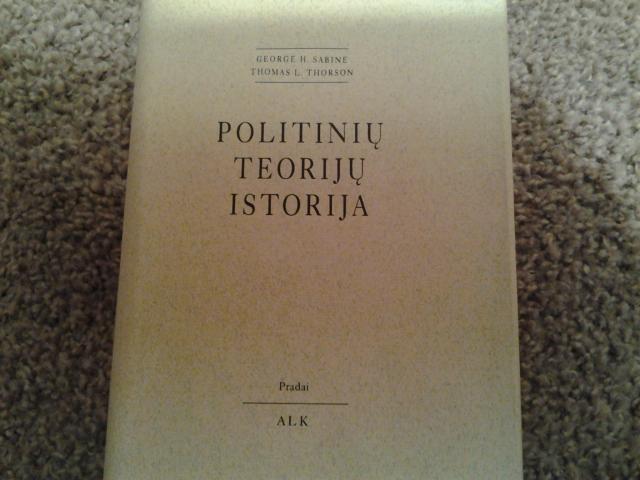 GEORGE H. SABINE
THOMAS L. THORSON
POLITINIŲ
TEORIJŲ
ISTORIJA
Pradai
ALK